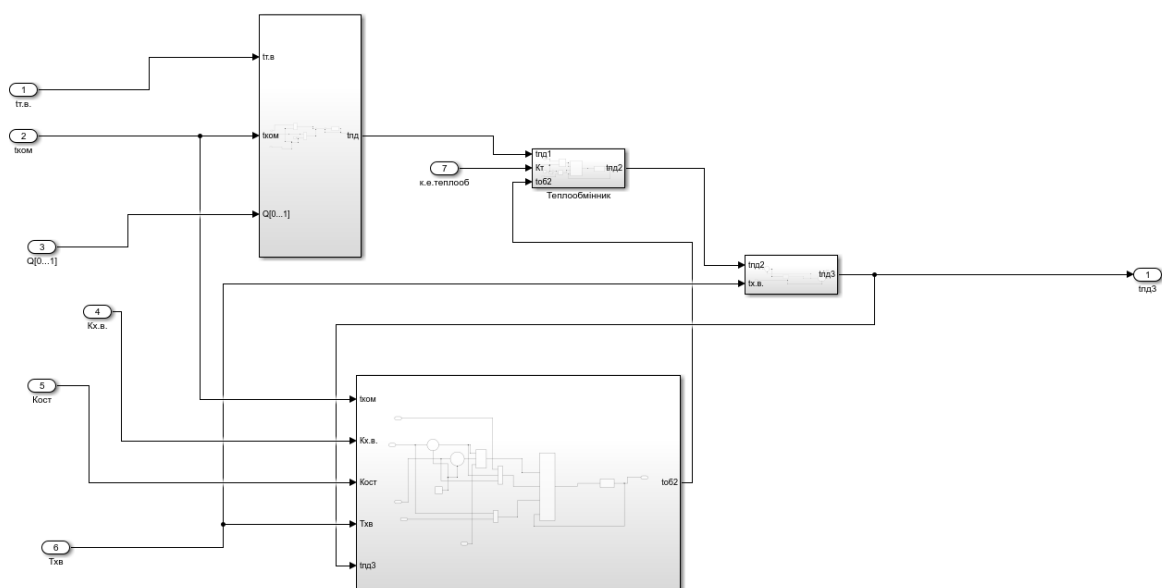 1
tт.в.
2
tком
3
Q[0...1]
4
Кх.в.
5
Кост
6
Тхв
tт.в
tком
Q[0...1]
tпд
7
к.е.теплооб
tпд1
Кт
tоб2
tпд2
Теплообмінник
tпд2
tх.в.
tпд3
1
tпд3
tком
Кх.в.
Кост
Тхв
tпд3
tоб2